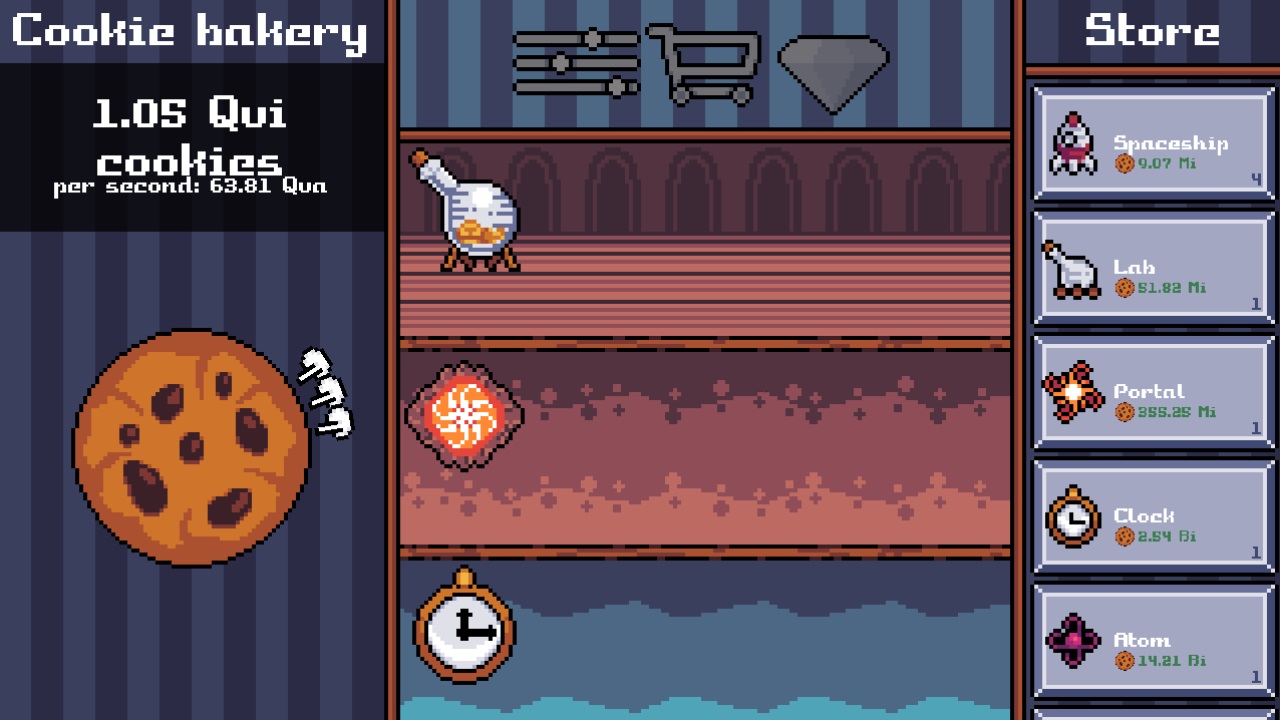 Cookie bakery
1.05 Qui
cookies
per second: 63.81 Qua
Store
Spaceship
9.07 Mi
4
Lab
51.82 Mi
1
Portal
355.25 Mi
1
Clock
2.54 Bi
1
Atom
14.21 Bi
1